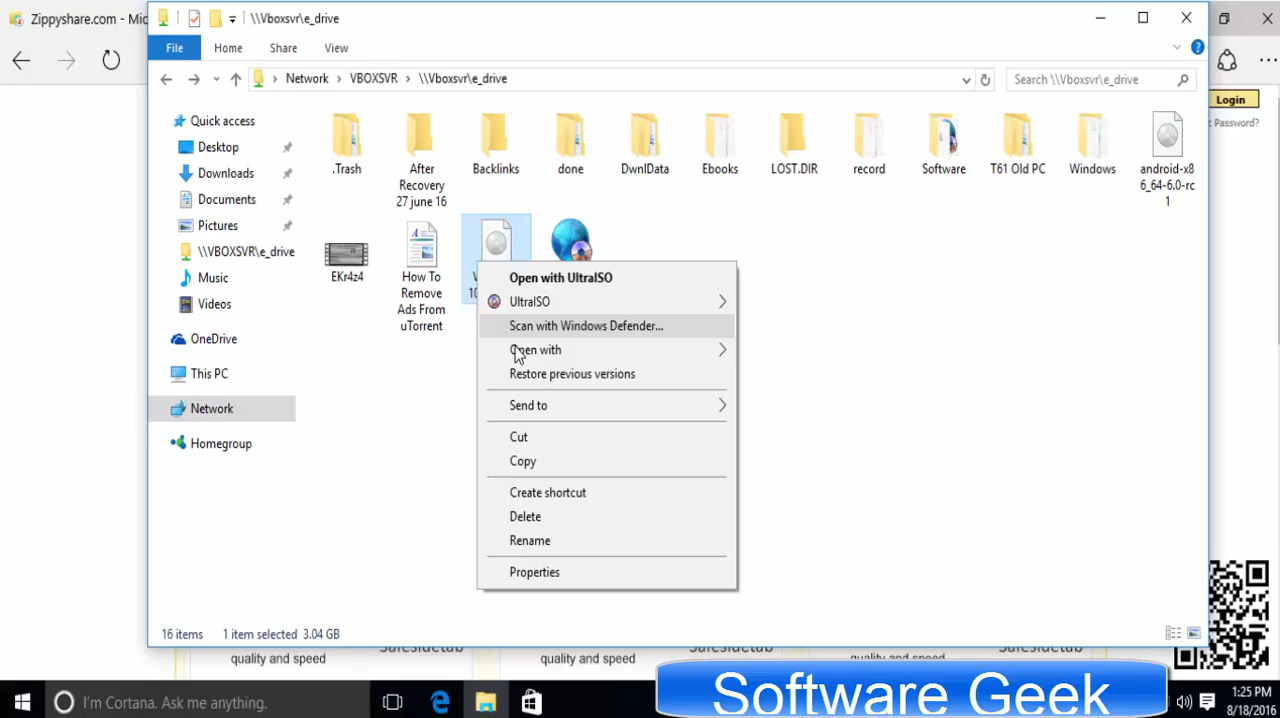 Zippyshare.com - Mic
\\Vboxsvr\e_drive
File Home Share View
Network VBOXSVR \\Vboxsvr\e_drive
Search \\Vboxsvr\e_drive
Login
Password?
Quick access
Desktop
Downloads
Documents
Pictures
\\VBOXSVR\e_drive
Music
Videos
OneDrive
This PC
Network
Homegroup
.Trash
After
Recovery
27 june 16
Backlinks
done
DwnlData
Ebooks
LOST.DIR
record
Software
T61 Old PC
Windows
android-x8
6_64-6.0-rc
1
EKr4z4
How To
Remove
Ads From
uTorrent
10
Open with UltraISO
UltraISO
Scan with Windows Defender...
Open with
Restore previous versions
Send to
Cut
Copy
Create shortcut
Delete
Rename
Properties
16 items 1 item selected 3.04 GB
quality and speed quality and speed quality and speed
Software Geek
I'm Cortana. Ask me anything.
1:25 PM
8/18/2016